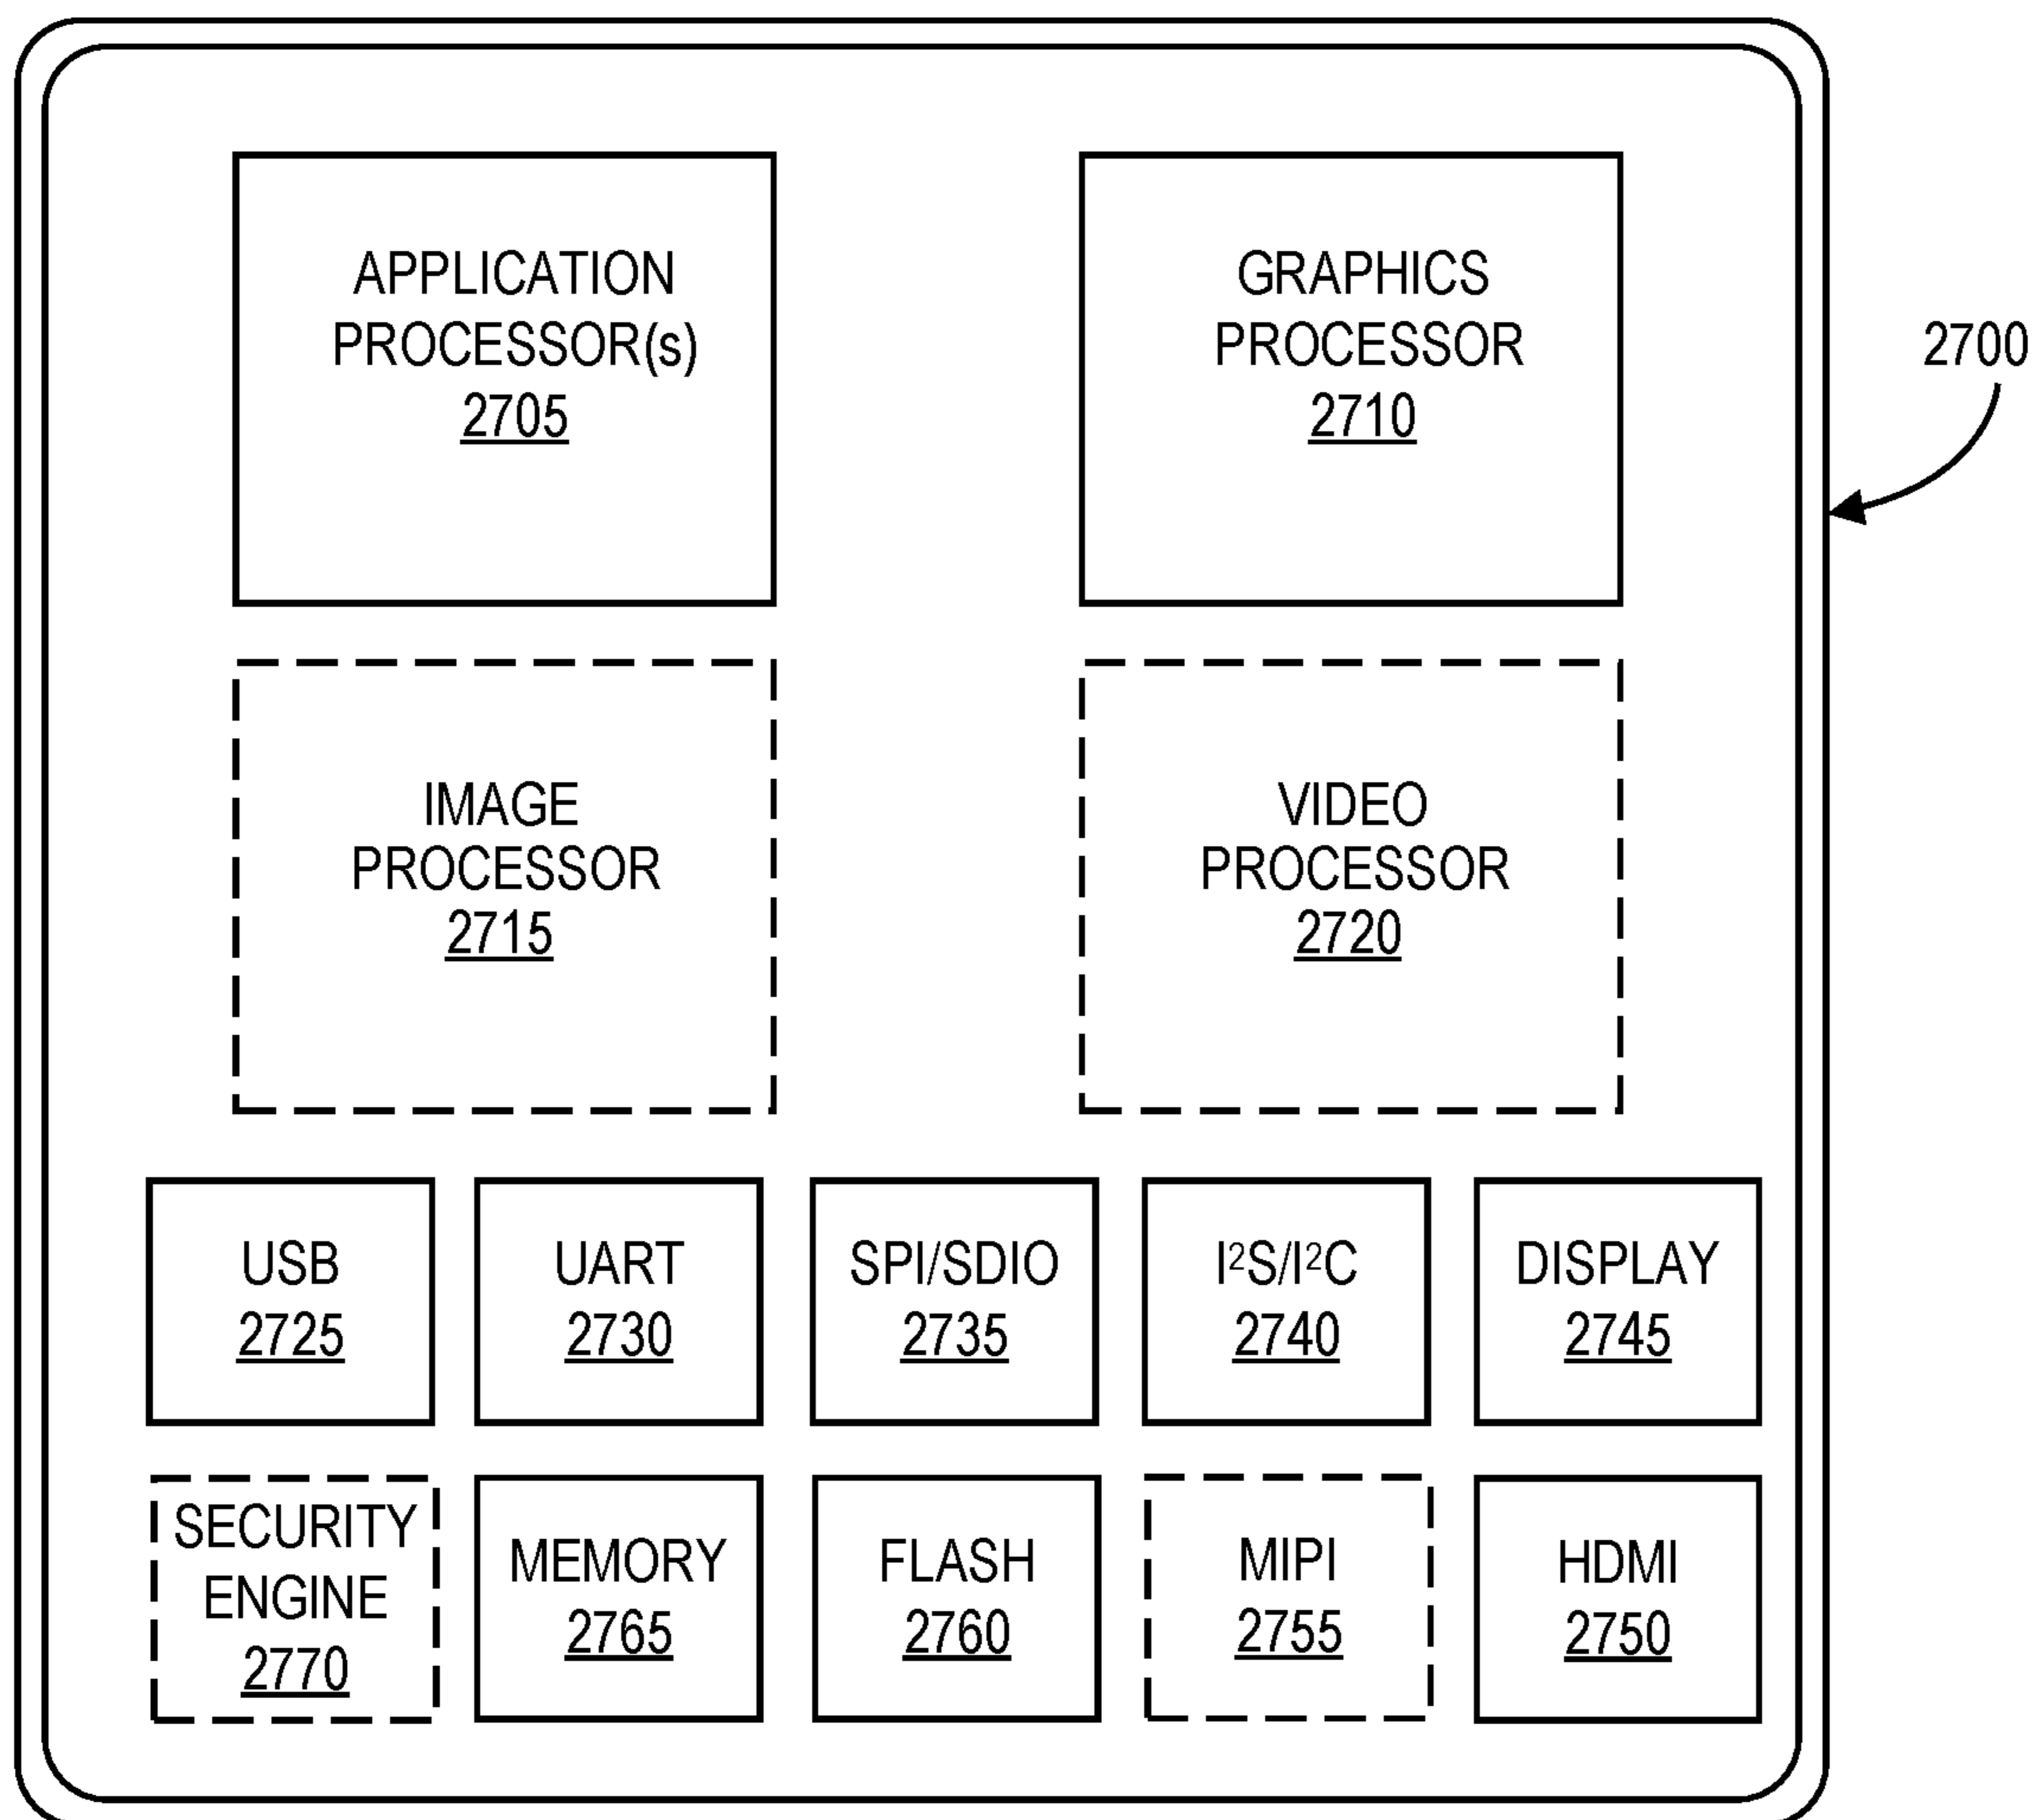 APPLICATION
PROCESSOR(s)
2705
GRAPHICS
PROCESSOR
2710
2700
IMAGE
PROCESSOR
2715
VIDEO
PROCESSOR
2720
USB
2725
UART
2730
SPI/SDIO
2735
I²S/I²C
2740
DISPLAY
2745
SECURITY
ENGINE
2770
MEMORY
2765
FLASH
2760
MIPI
2755
HDMI
2750